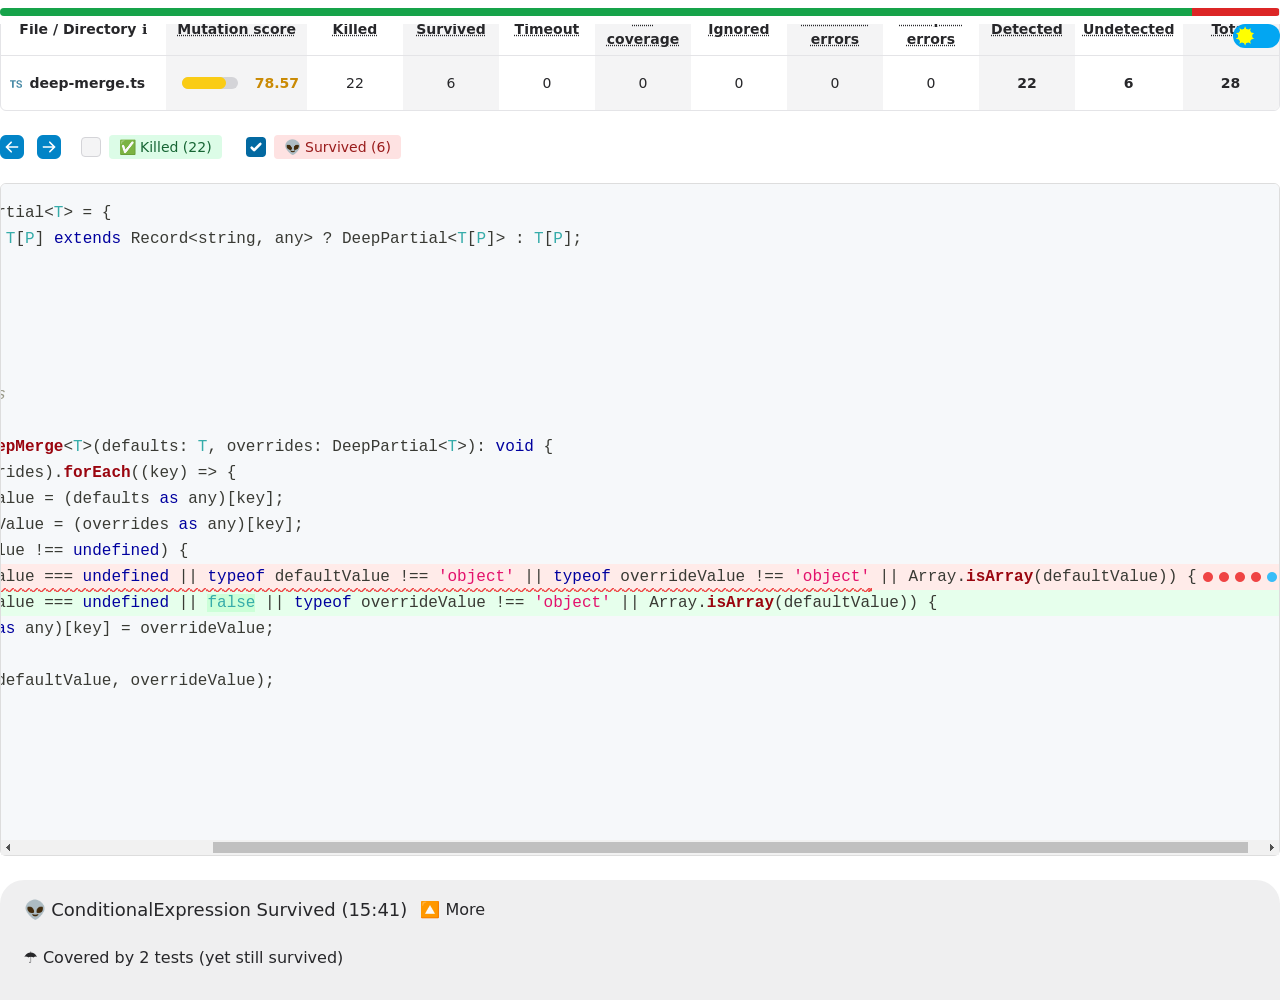 File / Directory ℹ Mutation score Killed Survived Timeout coverage Ignored errors errors Detected Undetected
TS deep-merge.ts 78.57 22 6 0 0 0 0 0 22 6 28
✅ Killed (22) 👽 Survived (6)
rtial<T> = {
T[P] extends Record<string, any> ? DeepPartial<T[P]> : T[P];
s
epMerge<T>(defaults: T, overrides: DeepPartial<T>): void {
rides).forEach((key) => {
alue = (defaults as any)[key];
Value = (overrides as any)[key];
lue !== undefined) {
alue === undefined || typeof defaultValue !== 'object' || typeof overrideValue !== 'object' || Array.isArray(defaultValue)) {
alue === undefined || false || typeof overrideValue !== 'object' || Array.isArray(defaultValue)) {
as any)[key] = overrideValue;
defaultValue, overrideValue);
👽 ConditionalExpression Survived (15:41) 🔼 More
☂ Covered by 2 tests (yet still survived)